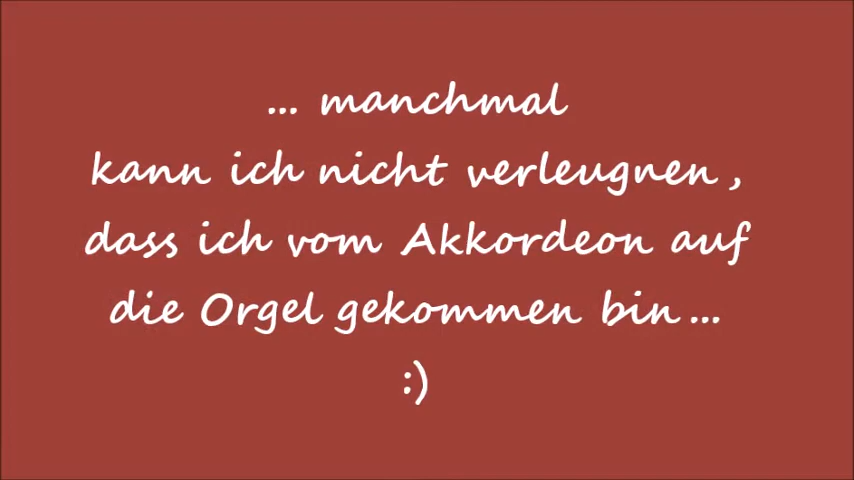 ... manchmal
kann ich nicht verleugnen ,
dass ich vom Akkordeon auf
die Orgel gekommen bin ...
:)